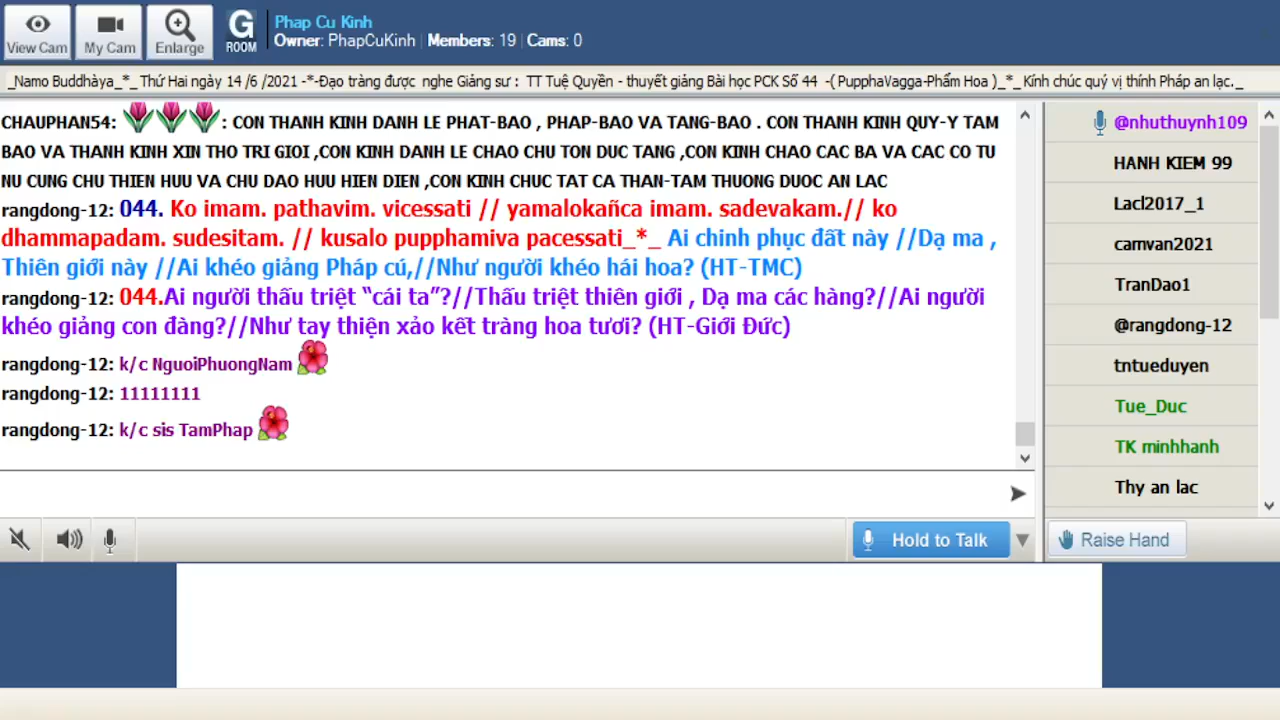 View Cam
My Cam
Enlarge
G
ROOM
Phap Cu Kinh
Owner: PhapCuKinh | Members: 19 | Cams: 0
_Namo Buddhàya_*_ Thứ Hai ngày 14 /6 /2021 -*-Đạo tràng được nghe Giảng sư : TT Tuệ Quyền - thuyết giảng Bài học PCK Số 44 -( PupphaVagga-Phẩm Hoa )_*_ Kính chúc quý vị thính Pháp an lạc._
CHAUPHAN54: : CON THANH KINH DANH LE PHAT-BAO , PHAP-BAO VA TANG-BAO . CON THANH KINH QUY-Y TAM
BAO VA THANH KINH XIN THO TRI GIOI ,CON KINH DANH LE CHAO CHU TON DUC TANG ,CON KINH CHAO CAC BA VA CAC CO TU
NU CUNG CHU THIEN HUU VA CHU DAO HUU HIEN DIEN ,CON KINH CHUC TAT CA THAN-TAM THUONG DUOC AN LAC
rangdong-12: 044. Ko imam. pathavim. vicessati // yamalokañca imam. sadevakam.// ko
dhammapadam. sudesitam. // kusalo pupphamiva pacessati_*_ Ai chinh phục đất này //Dạ ma ,
Thiên giới này //Ai khéo giảng Pháp cú,//Như người khéo hái hoa? (HT-TMC)
rangdong-12: 044.Ai người thấu triệt “cái ta”?//Thấu triệt thiên giới , Dạ ma các hàng?//Ai người
khéo giảng con đàng?//Như tay thiện xảo kết tràng hoa tươi? (HT-Giới Đức)
rangdong-12: k/c NguoiPhuongNam
rangdong-12: 11111111
rangdong-12: k/c sis TamPhap
@nhuthuynh109
HANH KIEM 99
Lacl2017_1
camvan2021
TranDao1
@rangdong-12
tntueduyen
Tue_Duc
TK minhhanh
Thy an lac
Hold to Talk
Raise Hand